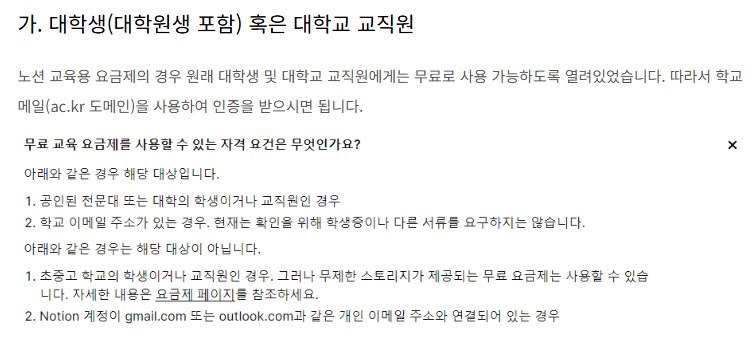 가. 대학생(대학원생 포함) 혹은 대학교 교직원
노션 교육용 요금제의 경우 원래 대학생 및 대학교 교직원에게는 무료로 사용 가능하도록 열려있었습니다. 따라서 학교
메일(ac.kr 도메인)을 사용하여 인증을 받으시면 됩니다.
무료 교육 요금제를 사용할 수 있는 자격 요건은 무엇인가요? ×
아래와 같은 경우 해당 대상입니다.
1. 공인된 전문대 또는 대학의 학생이거나 교직원인 경우
2. 학교 이메일 주소가 있는 경우. 현재는 확인을 위해 학생증이나 다른 서류를 요구하지는 않습니다.
아래와 같은 경우는 해당 대상이 아닙니다.
1. 초중고 학교의 학생이거나 교직원인 경우. 그러나 무제한 스토리지가 제공되는 무료 요금제는 사용할 수 있습
니다. 자세한 내용은 요금제 페이지를 참조하세요.
2. Notion 계정이 gmail.com 또는 outlook.com과 같은 개인 이메일 주소와 연결되어 있는 경우